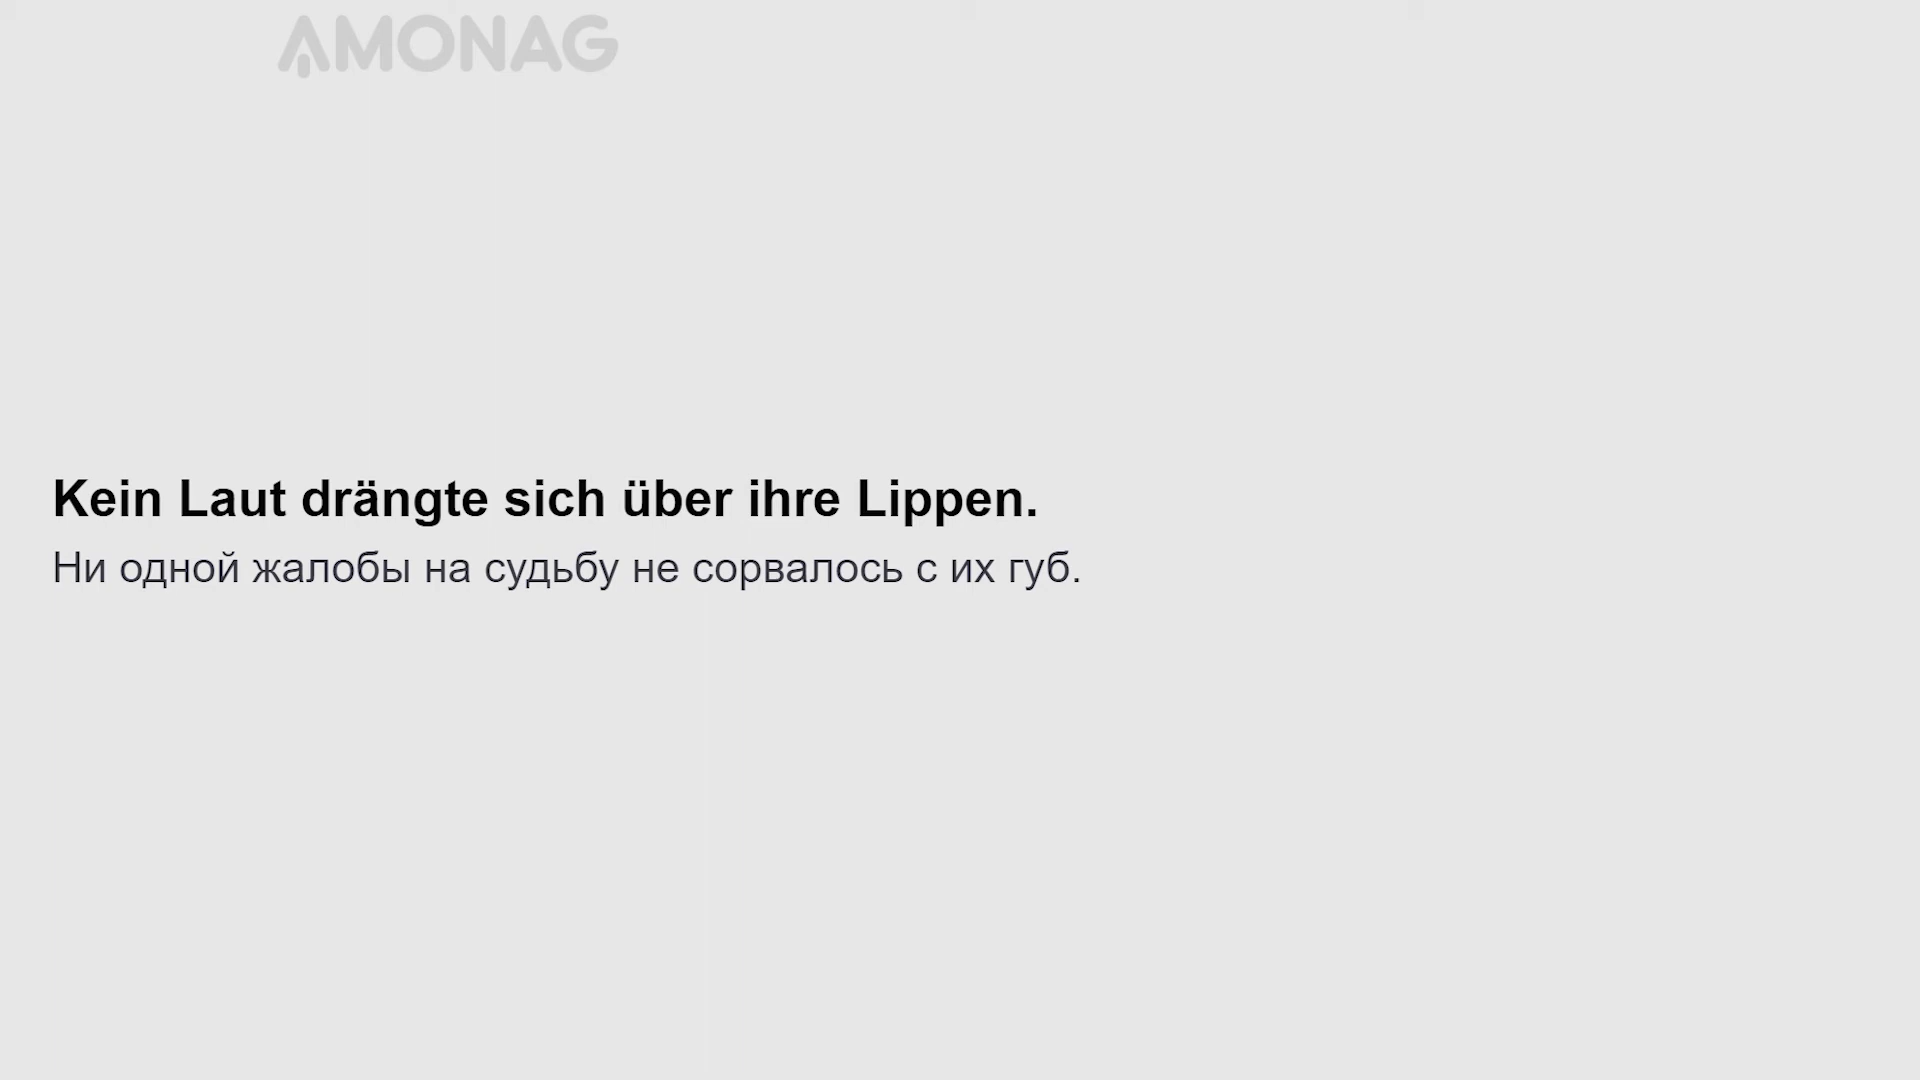 AMONAG
Kein Laut drängte sich über ihre Lippen.
Ни одной жалобы на судьбу не сорвалось с их губ.